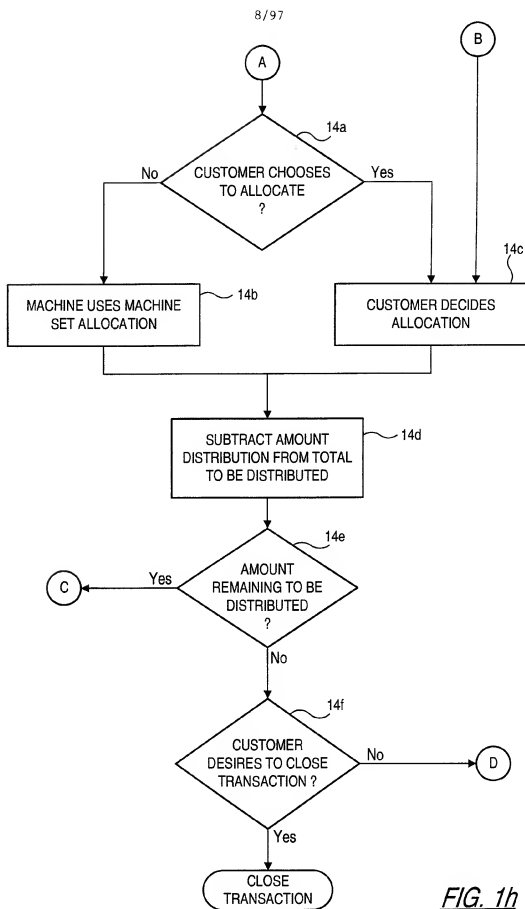 8/97
A
B
14a
CUSTOMER CHOOSES
TO ALLOCATE
?
No
Yes
14c
MACHINE USES MACHINE
SET ALLOCATION
14b
CUSTOMER DECIDES
ALLOCATION
SUBTRACT AMOUNT
DISTRIBUTION FROM TOTAL
TO BE DISTRIBUTED
14d
14e
AMOUNT
REMAINING TO BE
DISTRIBUTED
?
Yes
C
No
14f
CUSTOMER
DESIRES TO CLOSE
TRANSACTION ?
No
D
Yes
CLOSE
TRANSACTION
FIG. 1h